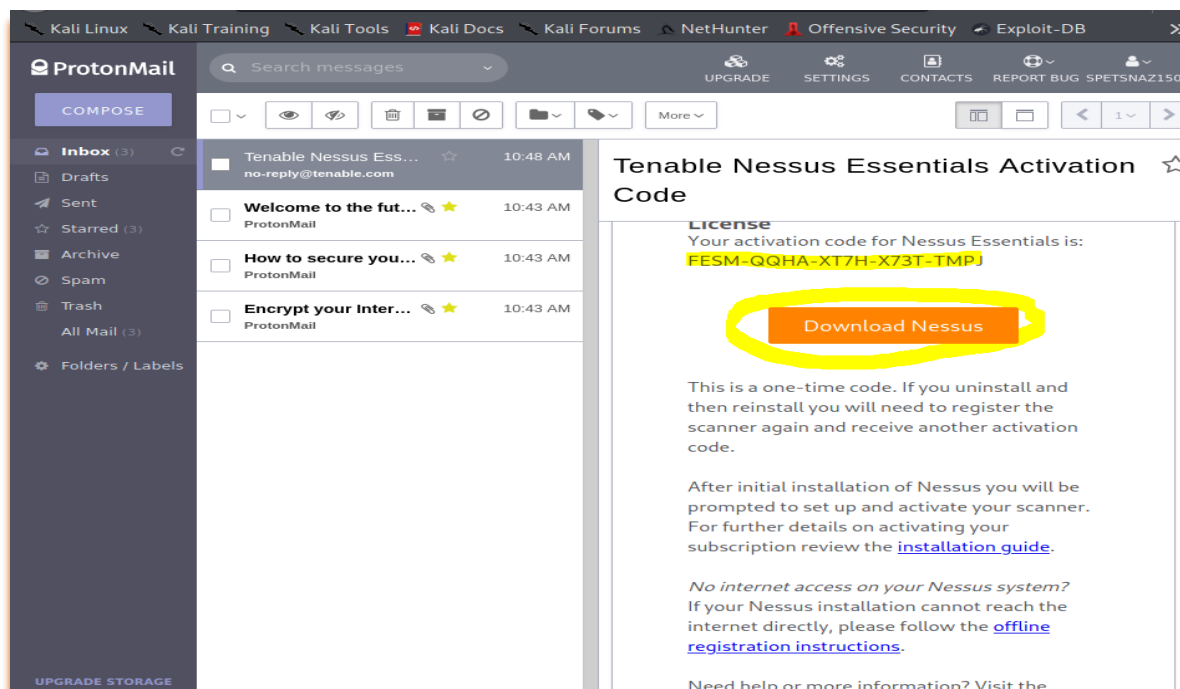 Kali Linux Kali Training Kali Tools Kali Docs Kali Forums NetHunter Offensive Security Exploit-DB
ProtonMail
Search messages
UPGRADE SETTINGS CONTACTS REPORT BUG SPETSNAZ150
COMPOSE
More
1
Inbox (3)
Drafts
Sent
Starred (3)
Archive
Spam
Trash
All Mail (3)
Folders / Labels
UPGRADE STORAGE
Tenable Nessus Ess... 10:48 AM
no-reply@tenable.com
Welcome to the fut... 10:43 AM
ProtonMail
How to secure you... 10:43 AM
ProtonMail
Encrypt your Inter... 10:43 AM
ProtonMail
Tenable Nessus Essentials Activation
Code
License
Your activation code for Nessus Essentials is:
FESM-QQHA-XT7H-X73T-TMPJ
Download Nessus
This is a one-time code. If you uninstall and
then reinstall you will need to register the
scanner again and receive another activation
code.
After initial installation of Nessus you will be
prompted to set up and activate your scanner.
For further details on activating your
subscription review the installation guide.
No internet access on your Nessus system?
If your Nessus installation cannot reach the
internet directly, please follow the offline
registration instructions.
Need help or more information? Visit the